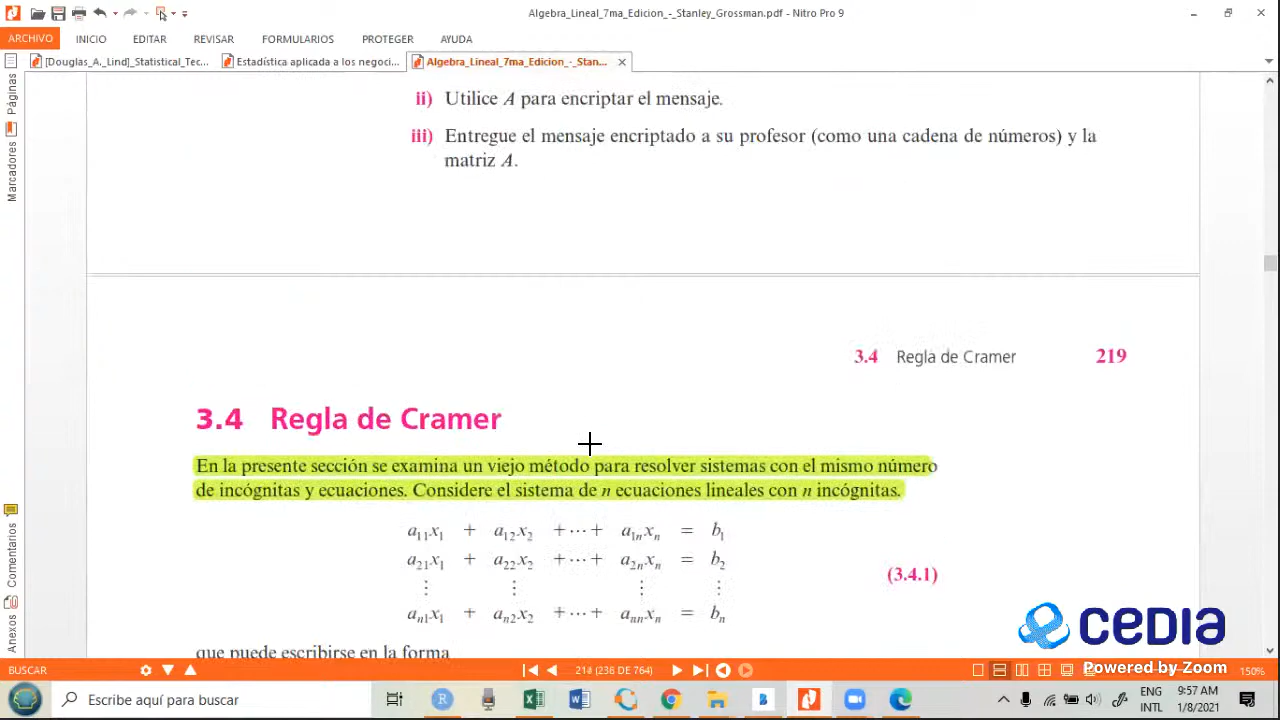 Algebra_Lineal_7ma_Edicion_-_Stanley_Grossman.pdf - Nitro Pro 9
ARCHIVO INICIO EDITAR REVISAR FORMULARIOS PROTEGER AYUDA
[Douglas_A._Lind]_Statistical_Tec... Estadística aplicada a los negoci... Algebra_Lineal_7ma_Edicion_-_Stan...
Páginas
Marcadores
Comentarios
Anexos
ii) Utilice A para encriptar el mensaje.
iii) Entregue el mensaje encriptado a su profesor (como una cadena de números) y la
matriz A.
3.4 Regla de Cramer 219
3.4 Regla de Cramer
En la presente sección se examina un viejo método para resolver sistemas con el mismo número
de incógnitas y ecuaciones. Considere el sistema de n ecuaciones lineales con n incógnitas.
a₁₁x₁ + a₁₂x₂ + ⋯ + a₁ₙxₙ = b₁
a₂₁x₁ + a₂₂x₂ + ⋯ + a₂ₙxₙ = b₂
⋮ ⋮ ⋮ ⋮
(3.4.1)
aₙ₁x₁ + aₙ₂x₂ + ⋯ + aₙₙxₙ = bₙ
que puede escribirse en la forma
cedia
Powered by Zoom
BUSCAR 214 (236 DE 764) 150%
Escribe aquí para buscar
ENG
INTL
9:57 AM
1/8/2021